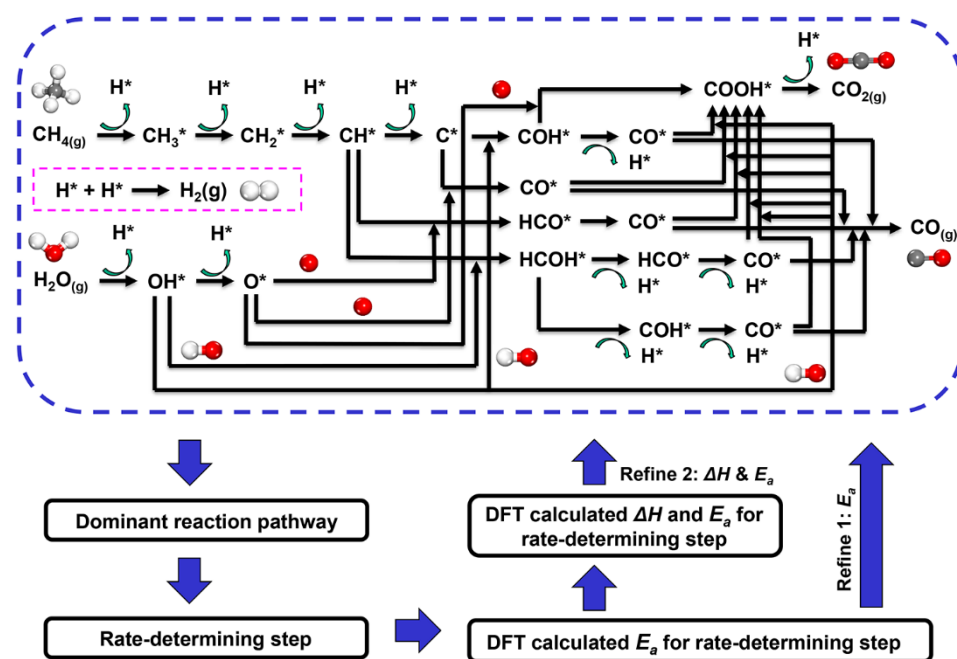 H* H* H* H* H*
CH4(g) CH3* CH2* CH* C* COH* CO* COOH* CO2(g)
H*
H* + H* H2(g)
CO*
HCO* CO*
CO(g)
H* H*
H2O(g) OH* O*
HCOH* HCO* CO*
H* H*
COH* CO*
H* H*
Refine 2: ΔH & Ea
Dominant reaction pathway
DFT calculated ΔH and Ea for
rate-determining step
Refine 1: Ea
Rate-determining step
DFT calculated Ea for rate-determining step